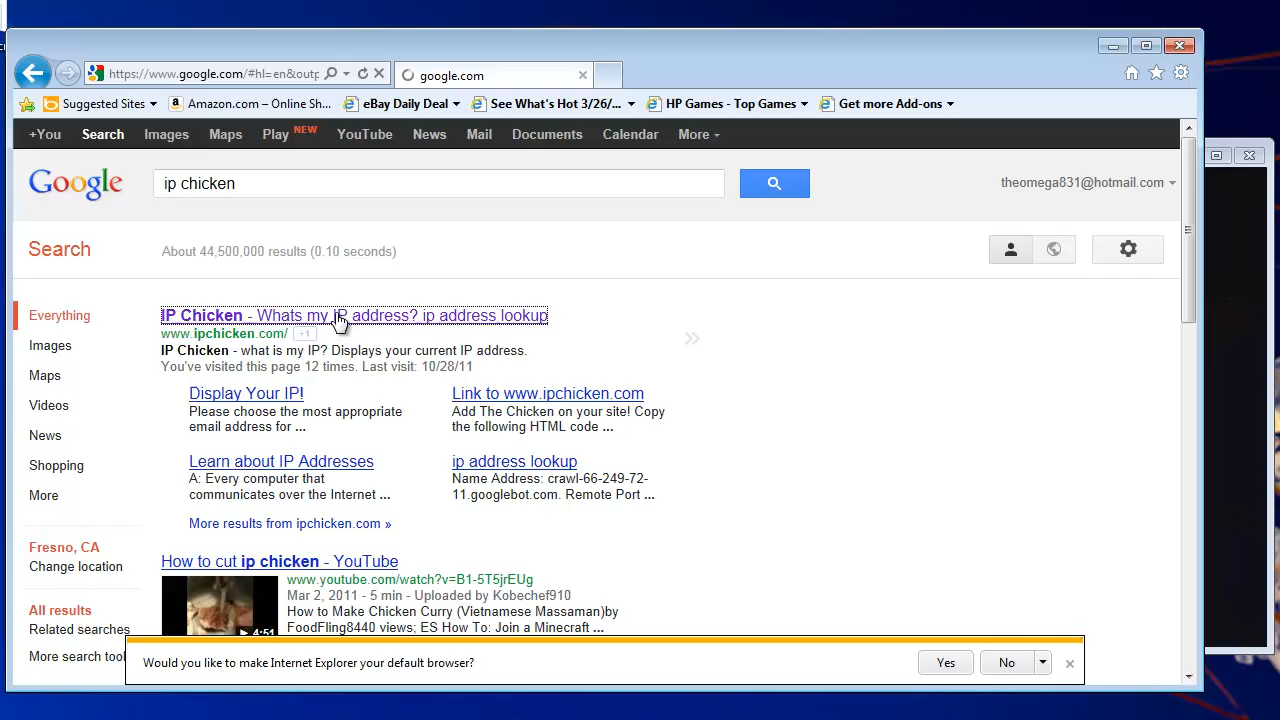 https://www.google.com/#hl=en&outp
google.com
Suggested Sites
Amazon.com – Online Sh...
eBay Daily Deal
See What's Hot 3/26/...
HP Games - Top Games
Get more Add-ons
+You Search Images Maps Play NEW YouTube News Mail Documents Calendar More
Google
ip chicken
theomega831@hotmail.com
Search
About 44,500,000 results (0.10 seconds)
Everything
Images
Maps
Videos
News
Shopping
More
Fresno, CA
Change location
All results
Related searches
More search tool
IP Chicken - Whats my IP address? ip address lookup
www.ipchicken.com/ +1
IP Chicken - what is my IP? Displays your current IP address.
You've visited this page 12 times. Last visit: 10/28/11
Display Your IP!
Please choose the most appropriate
email address for ...
Link to www.ipchicken.com
Add The Chicken on your site! Copy
the following HTML code ...
Learn about IP Addresses
A: Every computer that
communicates over the Internet ...
ip address lookup
Name Address: crawl-66-249-72-
11.googlebot.com. Remote Port ...
More results from ipchicken.com »
How to cut ip chicken - YouTube
www.youtube.com/watch?v=B1-5T5jrEUg
Mar 2, 2011 - 5 min - Uploaded by Kobechef910
How to Make Chicken Curry (Vietnamese Massaman)by
FoodFling8440 views; ES How To: Join a Minecraft ...
4:51
Would you like to make Internet Explorer your default browser?
Yes
No